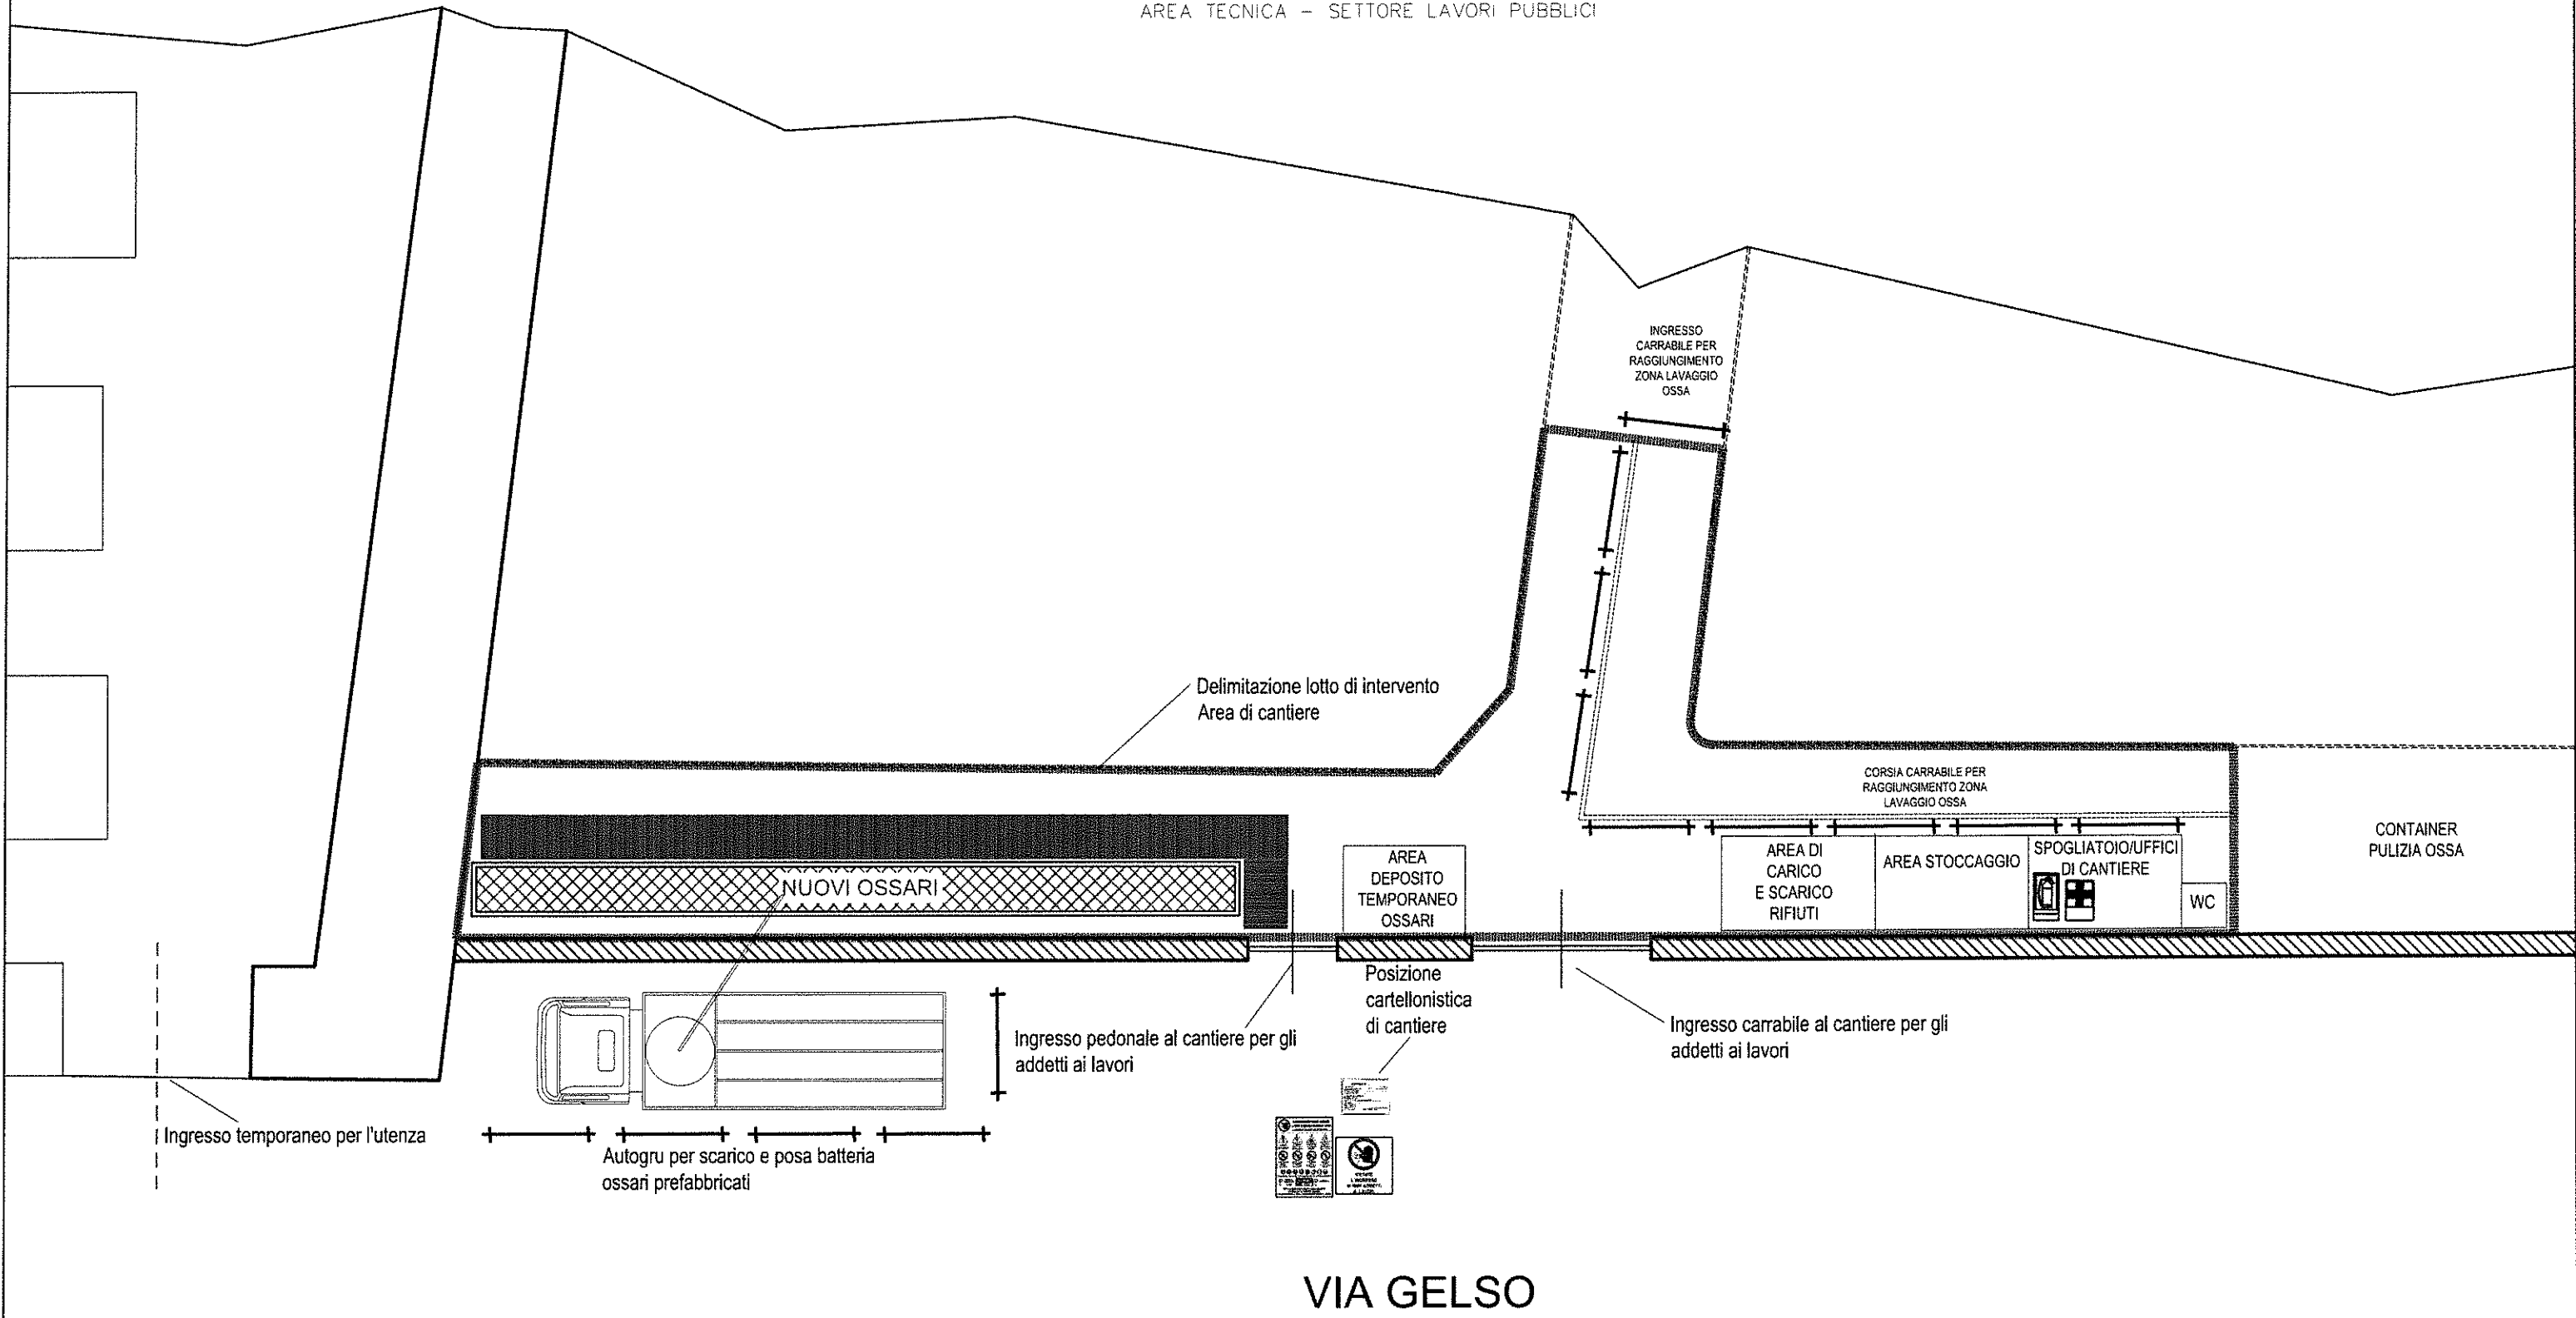 AREA TECNICA – SETTORE LAVORI PUBBLICI
INGRESSO
CARRABILE PER
RAGGIUNGIMENTO
ZONA LAVAGGIO
OSSA
Delimitazione lotto di intervento
Area di cantiere
CORSIA CARRABILE PER
RAGGIUNGIMENTO ZONA
LAVAGGIO OSSA
CONTAINER
PULIZIA OSSA
NUOVI OSSARI
AREA
DEPOSITO
TEMPORANEO
OSSARI
AREA DI
CARICO
E SCARICO
RIFIUTI
AREA STOCCAGGIO
SPOGLIATOIO/UFFICI
DI CANTIERE
WC
Posizione
cartellonistica
di cantiere
Ingresso pedonale al cantiere per gli
addetti ai lavori
Ingresso carrabile al cantiere per gli
addetti ai lavori
Ingresso temporaneo per l'utenza
Autogru per scarico e posa batteria
ossari prefabbricati
VIA GELSO